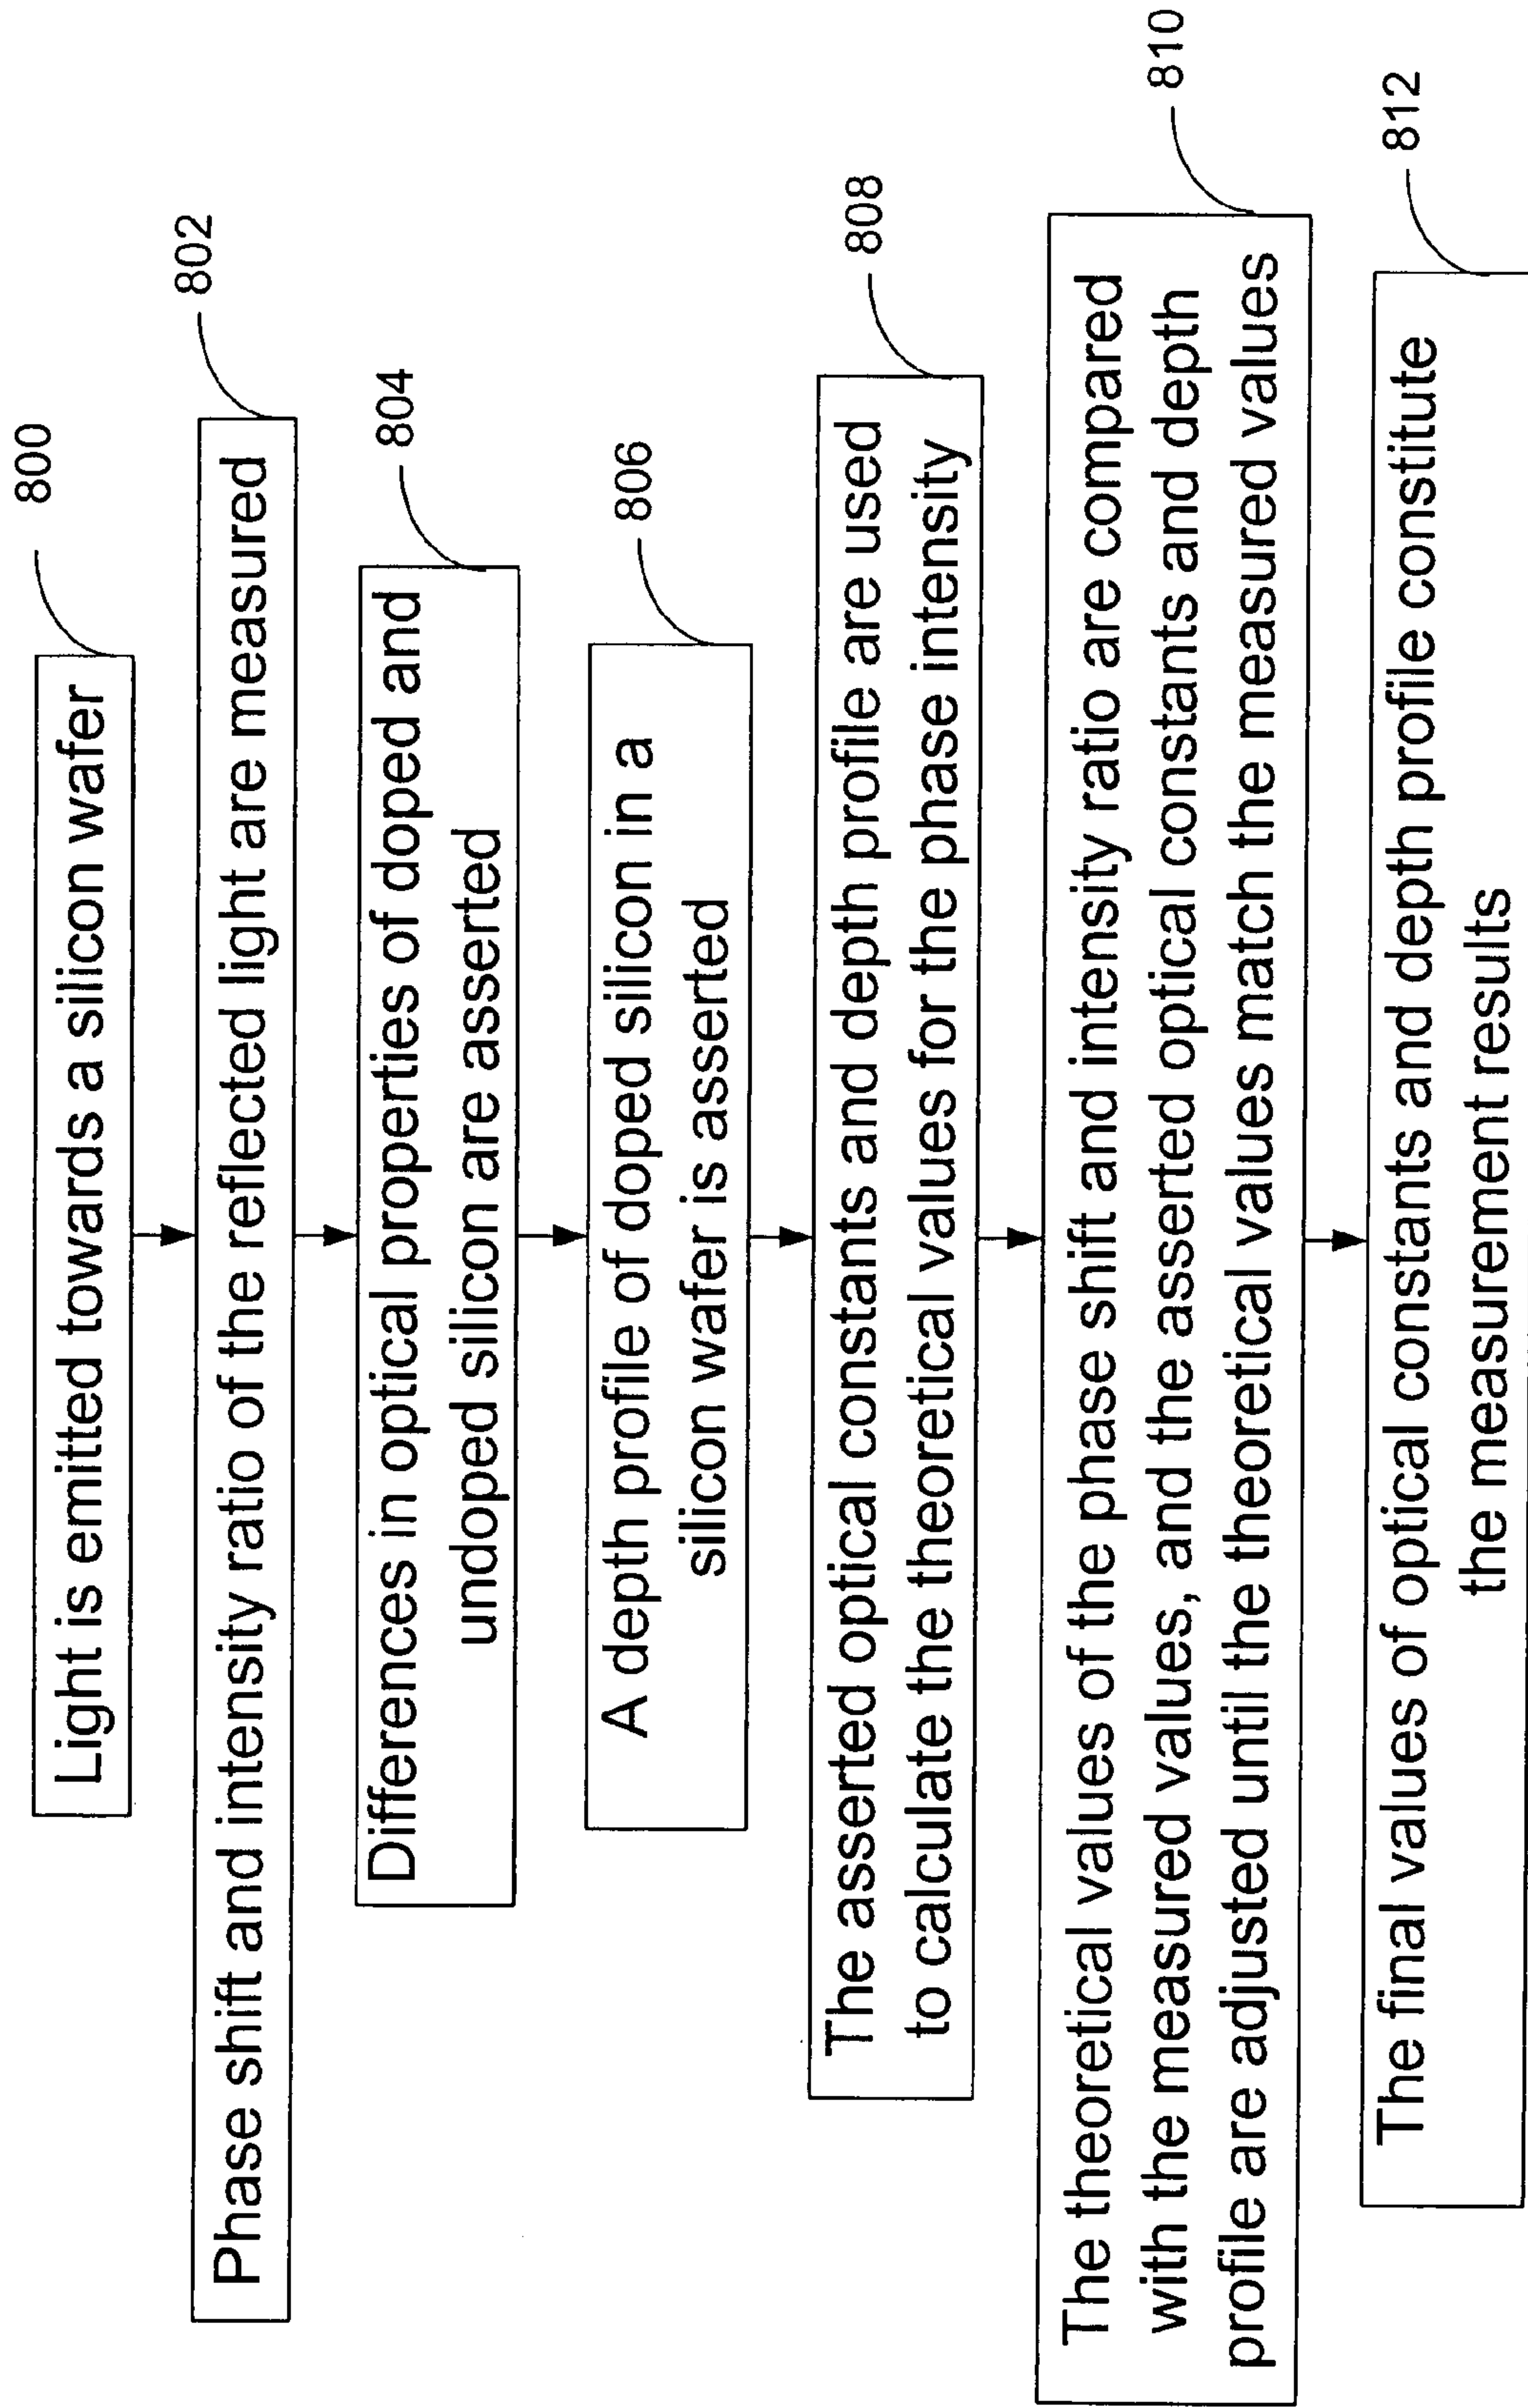 800
Light is emitted towards a silicon wafer
802
Phase shift and intensity ratio of the reflected light are measured
804
Differences in optical properties of doped and
undoped silicon are asserted
806
A depth profile of doped silicon in a
silicon wafer is asserted
808
The asserted optical constants and depth profile are used
to calculate the theoretical values for the phase intensity
810
The theoretical values of the phase shift and intensity ratio are compared
with the measured values, and the asserted optical constants and depth
profile are adjusted until the theoretical values match the measured values
812
The final values of optical constants and depth profile constitute
the measurement results